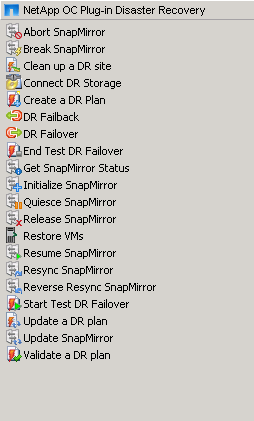 NetApp OC Plug-in Disaster Recovery
Abort SnapMirror
Break SnapMirror
Clean up a DR site
Connect DR Storage
Create a DR Plan
DR Failback
DR Failover
End Test DR Failover
Get SnapMirror Status
Initialize SnapMirror
Quiesce SnapMirror
Release SnapMirror
Restore VMs
Resume SnapMirror
Resync SnapMirror
Reverse Resync SnapMirror
Start Test DR Failover
Update a DR plan
Update SnapMirror
Validate a DR plan